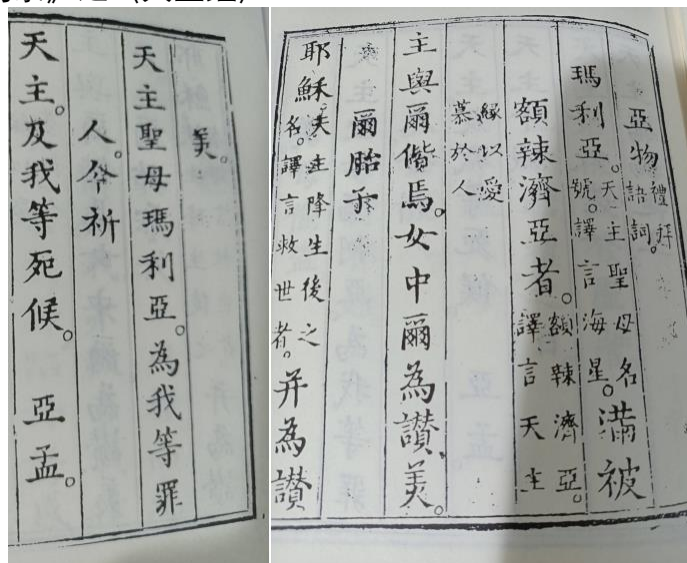 亞物禮拜語詞。
瑪利亞。天主聖母名號。譯言海星。滿被
額辣濟亞者。額辣濟亞。譯言天主
緣以愛慕於人
主與爾偕焉。女中爾為讚美。
爾胎子
耶穌天主降生後之名。譯言救世者。并為讚
美。
天主聖母瑪利亞。為我等罪
人。今祈
天主。及我等死候。 亞孟。